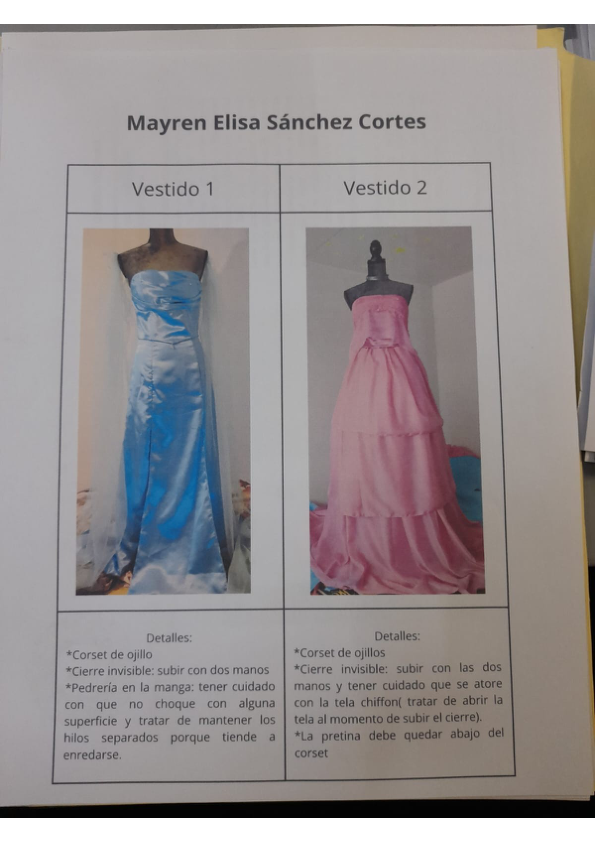 Mayren Elisa Sánchez Cortes
Vestido 1
Vestido 2
Detalles:
*Corset de ojillo
*Cierre invisible: subir con dos manos
*Pedrería en la manga: tener cuidado
con que no choque con alguna
superficie y tratar de mantener los
hilos separados porque tiende a
enredarse.
Detalles:
*Corset de ojillos
*Cierre invisible: subir con las dos
manos y tener cuidado que se atore
con la tela chiffon( tratar de abrir la
tela al momento de subir el cierre).
*La pretina debe quedar abajo del
corset